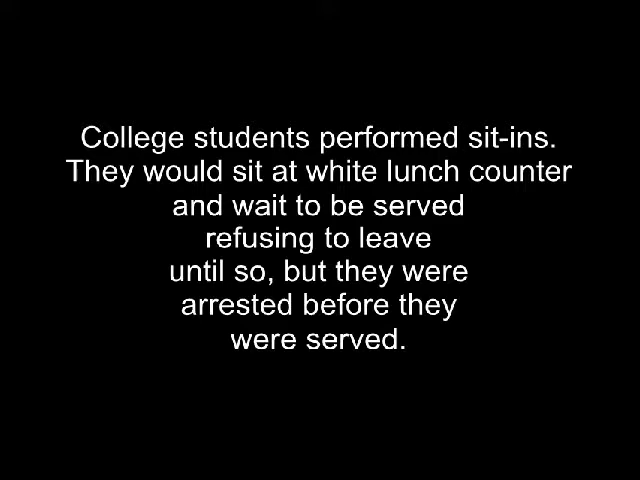 College students performed sit-ins.
They would sit at white lunch counter
and wait to be served
refusing to leave
until so, but they were
arrested before they
were served.